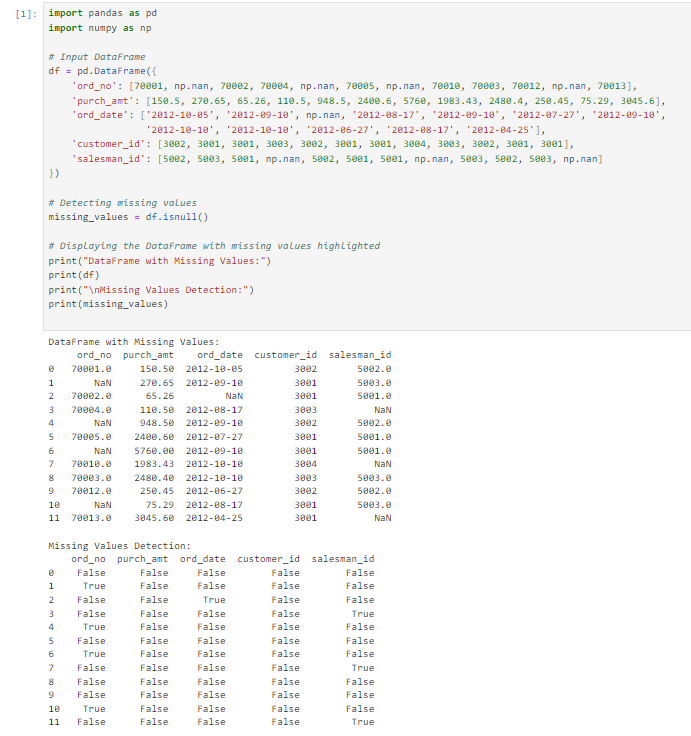 [1]: import pandas as pd
import numpy as np
# Input DataFrame
df = pd.DataFrame({
'ord_no': [70001, np.nan, 70002, 70004, np.nan, 70005, np.nan, 70010, 70003, 70012, np.nan, 70013],
'purch_amt': [150.5, 270.65, 65.26, 110.5, 948.5, 2400.6, 5760, 1983.43, 2480.4, 250.45, 75.29, 3045.6],
'ord_date': ['2012-10-05', '2012-09-10', np.nan, '2012-08-17', '2012-09-10', '2012-07-27', '2012-09-10',
'2012-10-10', '2012-10-10', '2012-06-27', '2012-08-17', '2012-04-25'],
'customer_id': [3002, 3001, 3001, 3003, 3002, 3001, 3001, 3004, 3003, 3002, 3001, 3001],
'salesman_id': [5002, 5003, 5001, np.nan, 5002, 5001, 5001, np.nan, 5003, 5002, 5003, np.nan]
})
# Detecting missing values
missing_values = df.isnull()
# Displaying the DataFrame with missing values highlighted
print("DataFrame with Missing Values:")
print(df)
print("\nMissing Values Detection:")
print(missing_values)
DataFrame with Missing Values:
ord_no purch_amt ord_date customer_id salesman_id
0 70001.0 150.50 2012-10-05 3002 5002.0
1 NaN 270.65 2012-09-10 3001 5003.0
2 70002.0 65.26 NaN 3001 5001.0
3 70004.0 110.50 2012-08-17 3003 NaN
4 NaN 948.50 2012-09-10 3002 5002.0
5 70005.0 2400.60 2012-07-27 3001 5001.0
6 NaN 5760.00 2012-09-10 3001 5001.0
7 70010.0 1983.43 2012-10-10 3004 NaN
8 70003.0 2480.40 2012-10-10 3003 5003.0
9 70012.0 250.45 2012-06-27 3002 5002.0
10 NaN 75.29 2012-08-17 3001 5003.0
11 70013.0 3045.60 2012-04-25 3001 NaN
Missing Values Detection:
ord_no purch_amt ord_date customer_id salesman_id
0 False False False False False
1 True False False False False
2 False False True False False
3 False False False False True
4 True False False False False
5 False False False False False
6 True False False False False
7 False False False False True
8 False False False False False
9 False False False False False
10 True False False False False
11 False False False False True